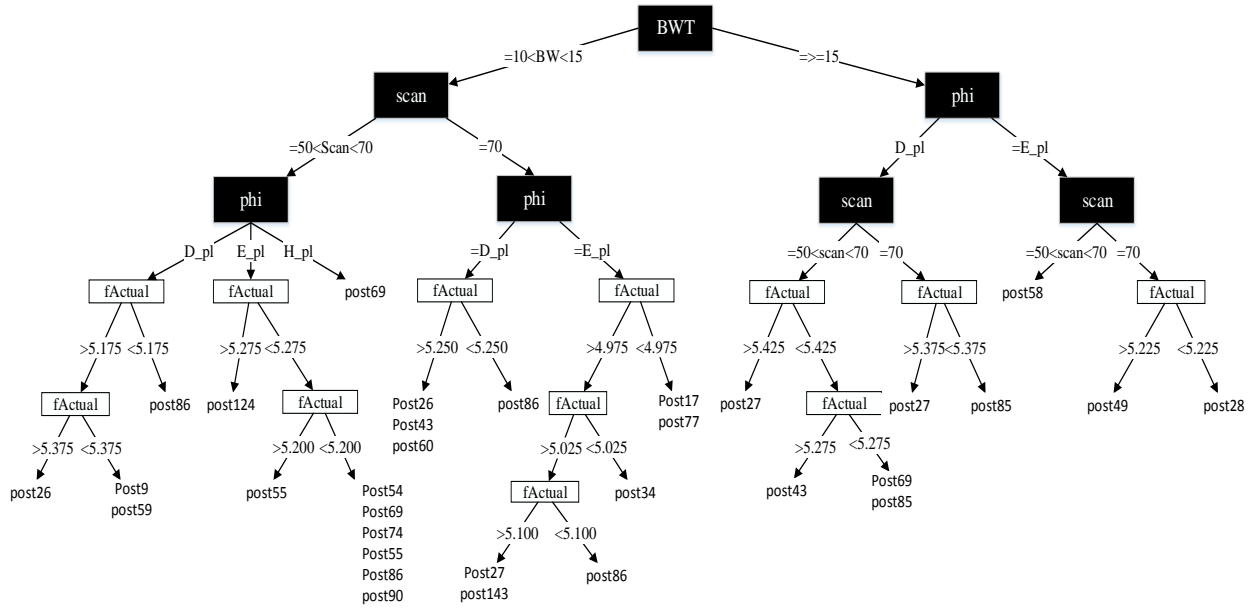 BWT
=10<BW<15
=>=15
scan
phi
=50<Scan<70
=70
D_pl
=E_pl
phi
phi
scan
scan
D_pl
E_pl
H_pl
=D_pl
=E_pl
=50<scan<70
=70
=50<scan<70
=70
fActual
fActual
post69
fActual
fActual
fActual
fActual
post58
fActual
>5.175
<5.175
>5.275
<5.275
>5.250
<5.250
>4.975
<4.975
>5.425
<5.425
>5.375
<5.375
>5.225
<5.225
fActual
post86
post124
fActual
Post26
Post43
post60
post86
fActual
Post17
post77
post27
fActual
post27
post85
post49
post28
>5.375
<5.375
>5.200
<5.200
>5.025
<5.025
>5.275
<5.275
post26
Post9
post59
post55
Post54
Post69
Post74
Post55
Post86
post90
fActual
post34
post43
Post69
post85
>5.100
<5.100
Post27
post143
post86